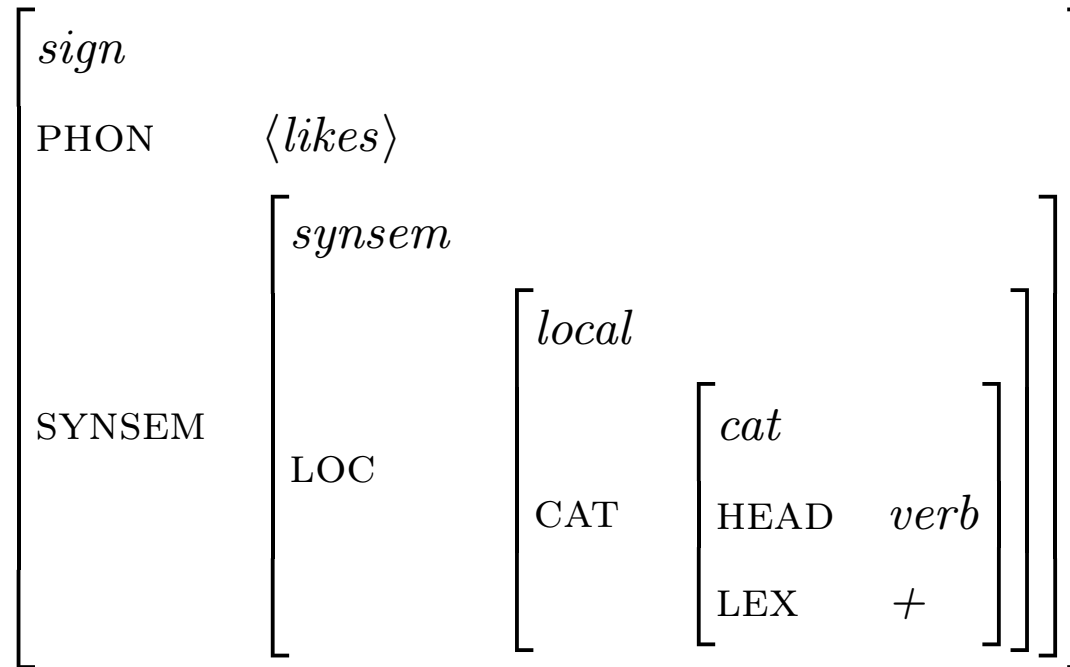 sign
PHON ⟨likes⟩
synsem
local
cat
SYNSEM
LOC
CAT
HEAD verb
LEX +